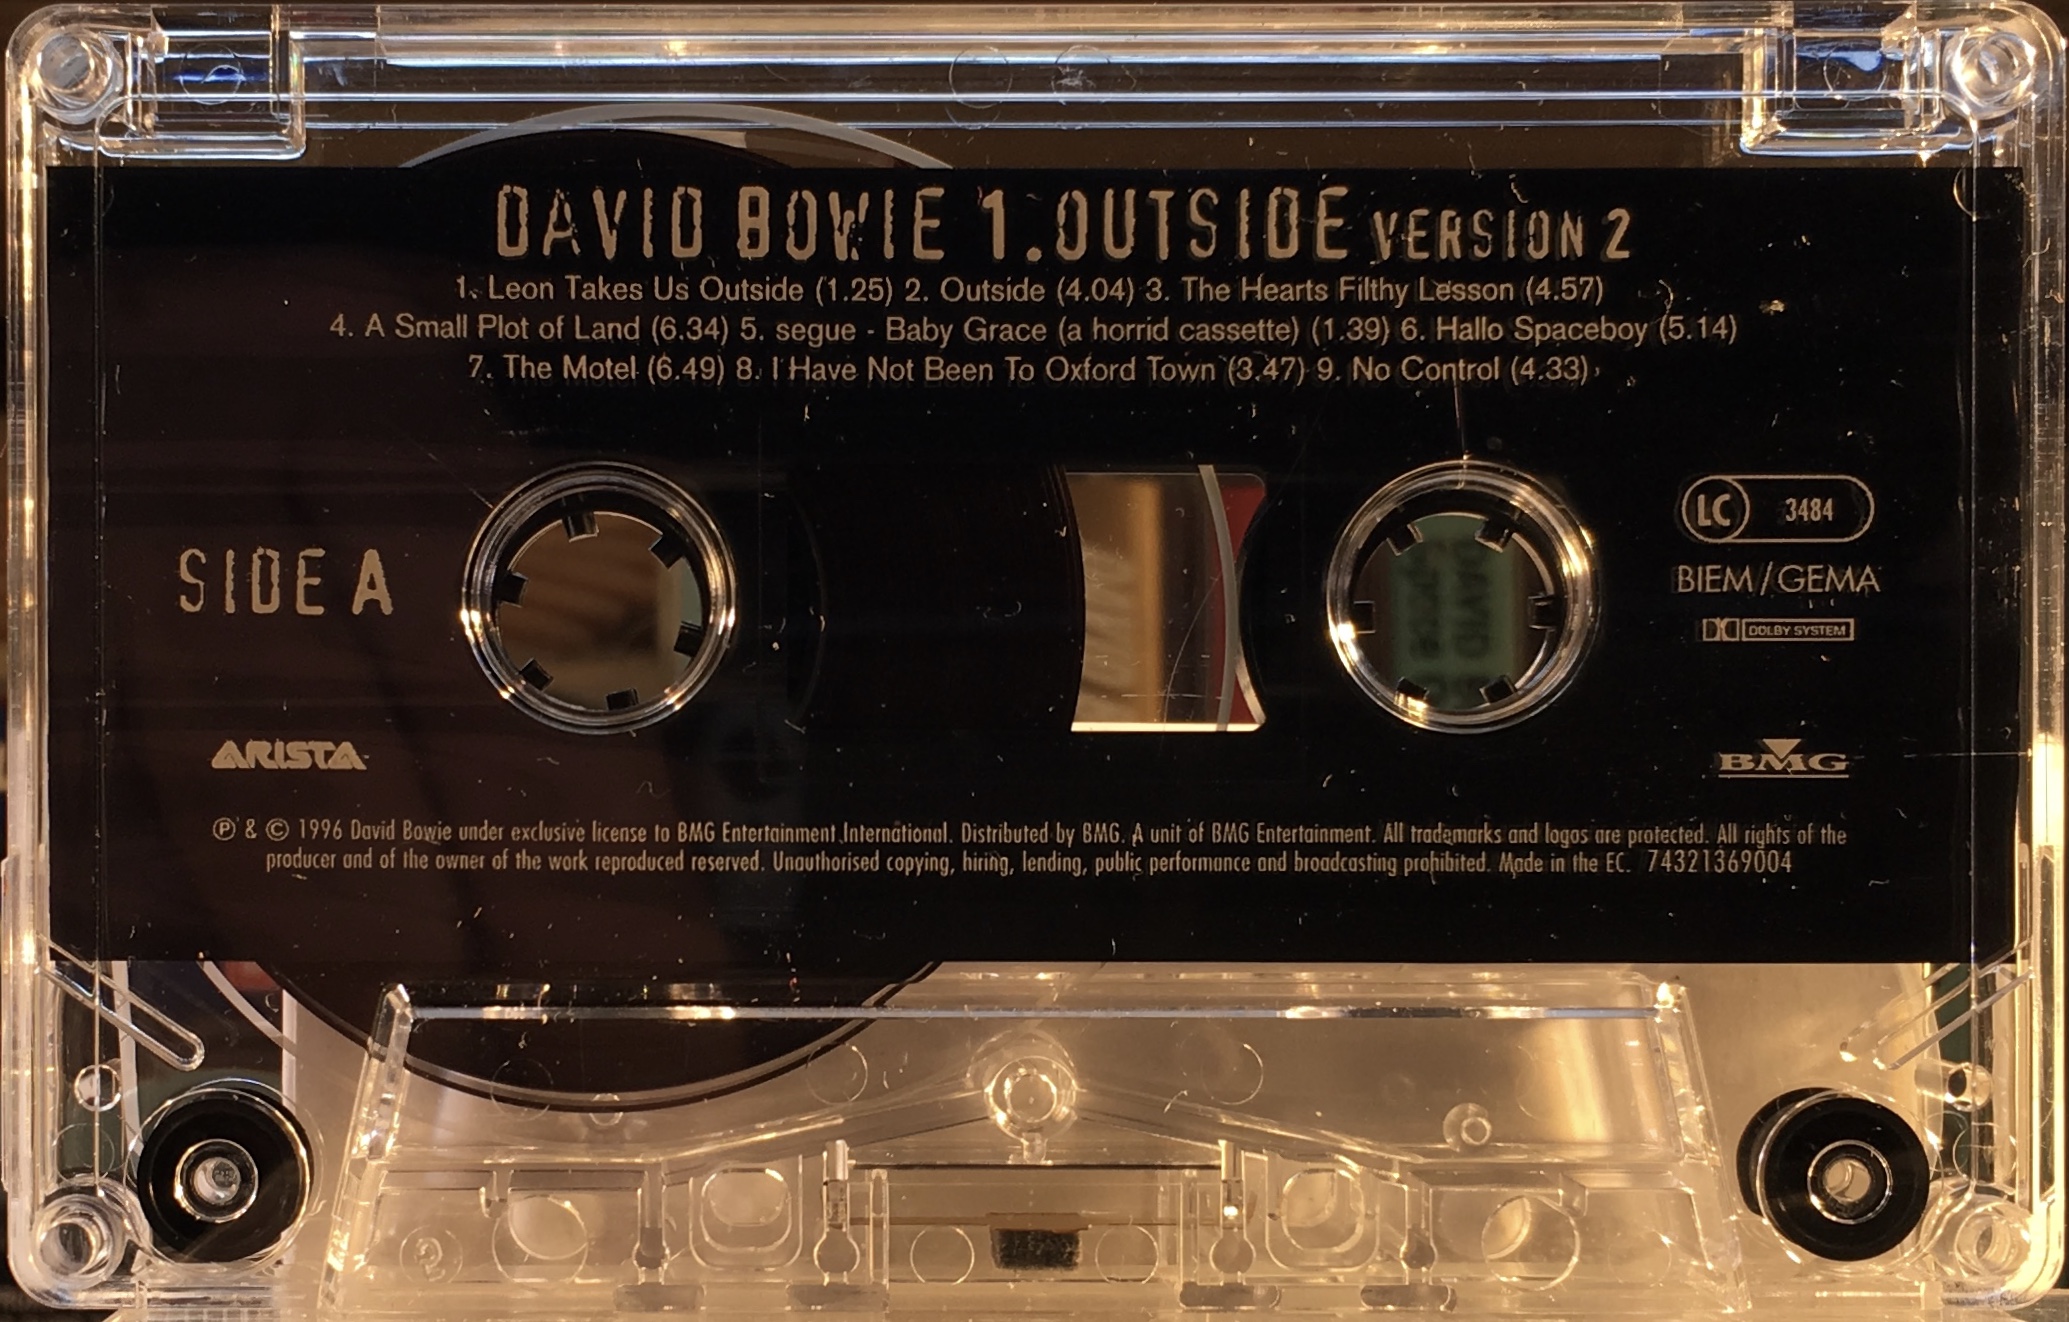 DAVID BOWIE 1.OUTSIDE VERSION 2
1. Leon Takes Us Outside (1.25) 2. Outside (4.04) 3. The Hearts Filthy Lesson (4.57)
4. A Small Plot of Land (6.34) 5. segue - Baby Grace (a horrid cassette) (1.39) 6. Hallo Spaceboy (5.14)
7. The Motel (6.49) 8. I Have Not Been To Oxford Town (3.47) 9. No Control (4.33)
SIDE A
LC 3484
BIEM/GEMA
DOLBY SYSTEM
ARISTA
BMG
℗ & © 1996 David Bowie under exclusive license to BMG Entertainment International. Distributed by BMG. A unit of BMG Entertainment. All trademarks and logos are protected. All rights of the
producer and of the owner of the work reproduced reserved. Unauthorised copying, hiring, lending, public performance and broadcasting prohibited. Made in the EC. 74321369004